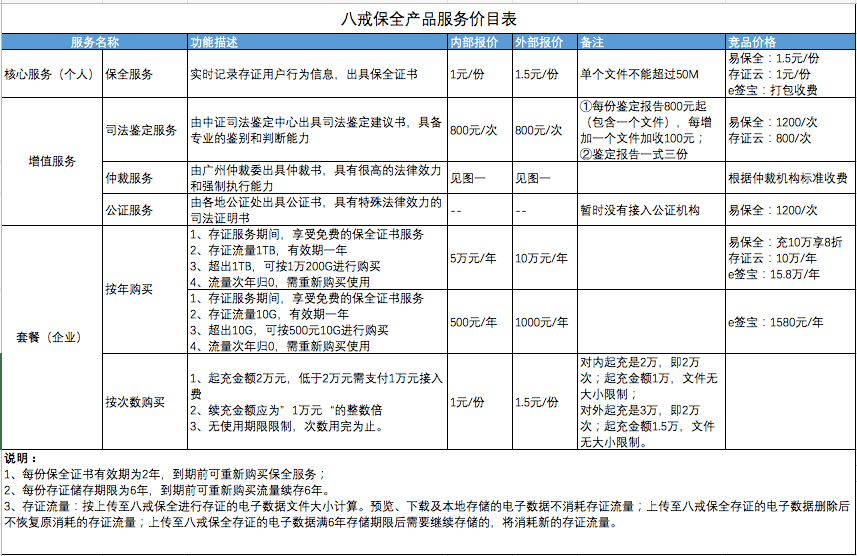 八戒保全产品服务价目表
服务名称 功能描述 内部报价 外部报价 备注 竞品价格
核心服务（个人） 保全服务 实时记录存证用户行为信息，出具保全证书 1元/份 1.5元/份 单个文件不能超过50M
易保全：1.5元/份
存证云：1元/份
e签宝：打包收费
增值服务
司法鉴定服务
由中证司法鉴定中心出具司法鉴定建议书，具备
专业的鉴别和判断能力
800元/次 800元/次
①每份鉴定报告800元起
（包含一个文件），每增
加一个文件加收100元；
②鉴定报告一式三份
易保全：1200/次
存证云：800/次
仲裁服务
由广州仲裁委出具仲裁书，具有很高的法律效力
和强制执行能力
见图一 见图一 根据仲裁机构标准收费
公证服务
由各地公证处出具公证书，具有特殊法律效力的
司法证明书
-- -- 暂时没有接入公证机构 易保全：1200/次
套餐（企业）
按年购买
1、存证服务期间，享受免费的保全证书服务
2、存证流量1TB，有效期一年
3、超出1TB，可按1万200G进行购买
4、流量次年归0，需重新购买使用
5万元/年 10万元/年
易保全：充10万享8折
存证云：10万/年
e签宝：15.8万/年
1、存证服务期间，享受免费的保全证书服务
2、存证流量10G，有效期一年
3、超出10G，可按500元10G进行购买
4、流量次年归0，需重新购买使用
500元/年 1000元/年 e签宝：1580元/年
按次数购买
1、起充金额2万元，低于2万元需支付1万元接入
费
2、续充金额应为”1万元“的整数倍
3、无使用期限限制，次数用完为止。
1元/份 1.5元/份
对内起充是2万，即2万
次；起充金额1万，文件无
大小限制；
对外起充是3万，即2万
次；起充金额1.5万，文件
无大小限制。
说明：
1、每份保全证书有效期为2年，到期前可重新购买保全服务；
2、每份存证储存期限为6年，到期前可重新购买流量续存6年。
3、存证流量：按上传至八戒保全进行存证的电子数据文件大小计算。预览、下载及本地存储的电子数据不消耗存证流量；上传至八戒保全存证的电子数据删除后
不恢复原消耗的存证流量；上传至八戒保全存证的电子数据满6年存储期限后需要继续存储的，将消耗新的存证流量。